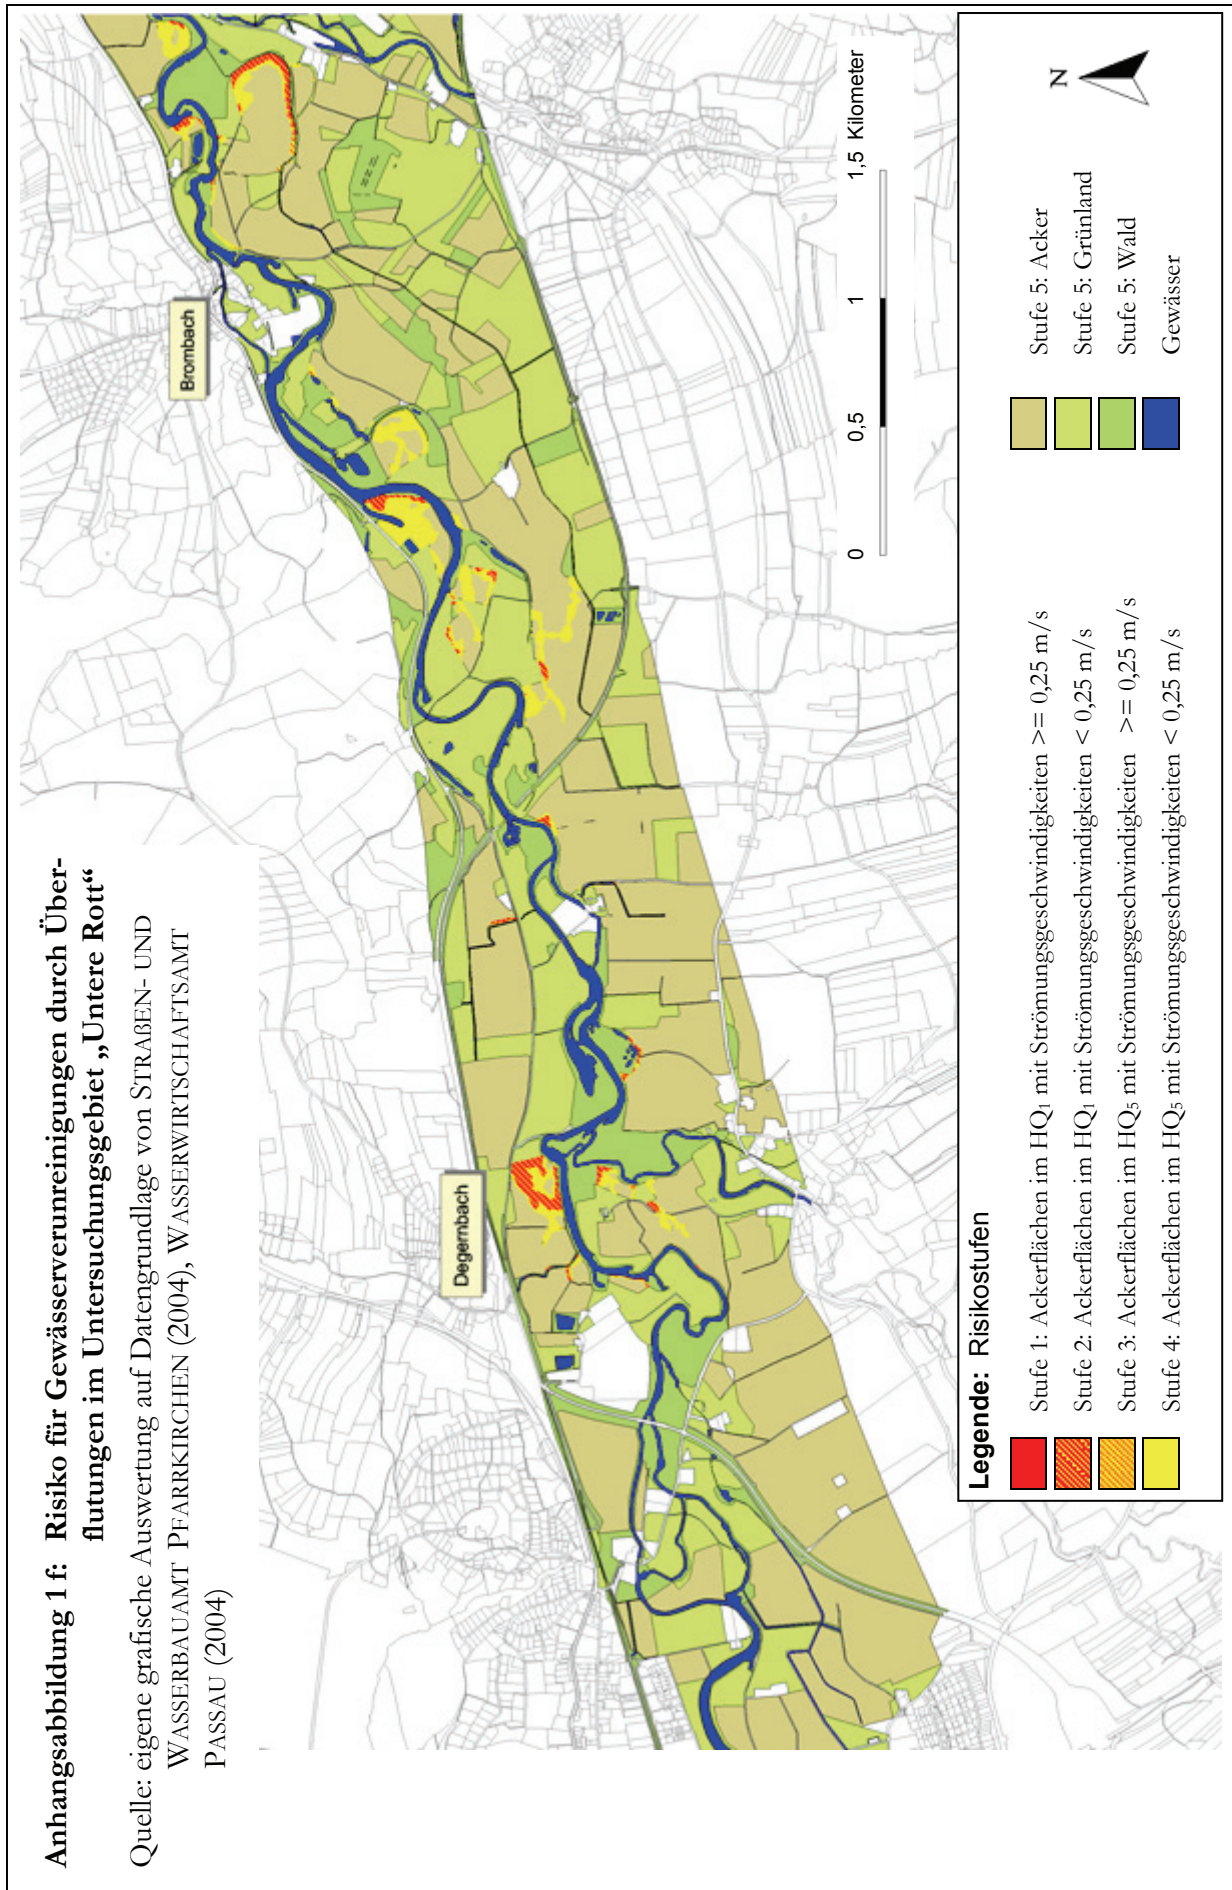 Anhangsabbildung 1 f: Risiko für Gewässerverunreinigungen durch Über-
flutungen im Untersuchungsgebiet „Untere Rott“
Quelle: eigene grafische Auswertung auf Datengrundlage von STRAßEN- UND
WASSERBAUAMT PFARRKIRCHEN (2004), WASSERWIRTSCHAFTSAMT
PASSAU (2004)
Degernbach
Brombach
0 0,5 1 1,5 Kilometer
Legende: Risikostufen
Stufe 1: Ackerflächen im HQ1 mit Strömungsgeschwindigkeiten >= 0,25 m/s
Stufe 2: Ackerflächen im HQ1 mit Strömungsgeschwindigkeiten < 0,25 m/s
Stufe 3: Ackerflächen im HQ5 mit Strömungsgeschwindigkeiten >= 0,25 m/s
Stufe 4: Ackerflächen im HQ5 mit Strömungsgeschwindigkeiten < 0,25 m/s
Stufe 5: Acker
Stufe 5: Grünland
Stufe 5: Wald
Gewässer
N